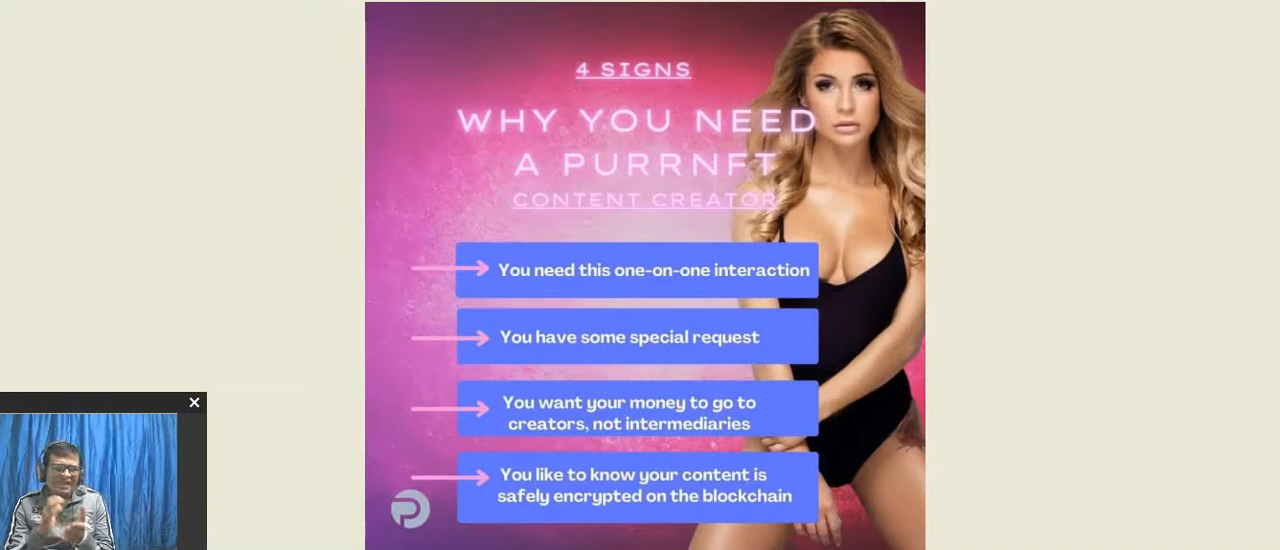 4 SIGNS
WHY YOU NEED
A PURRNFT
CONTENT CREATOR
You need this one-on-one interaction
You have some special request
You want your money to go to
creators, not intermediaries
You like to know your content is
safely encrypted on the blockchain